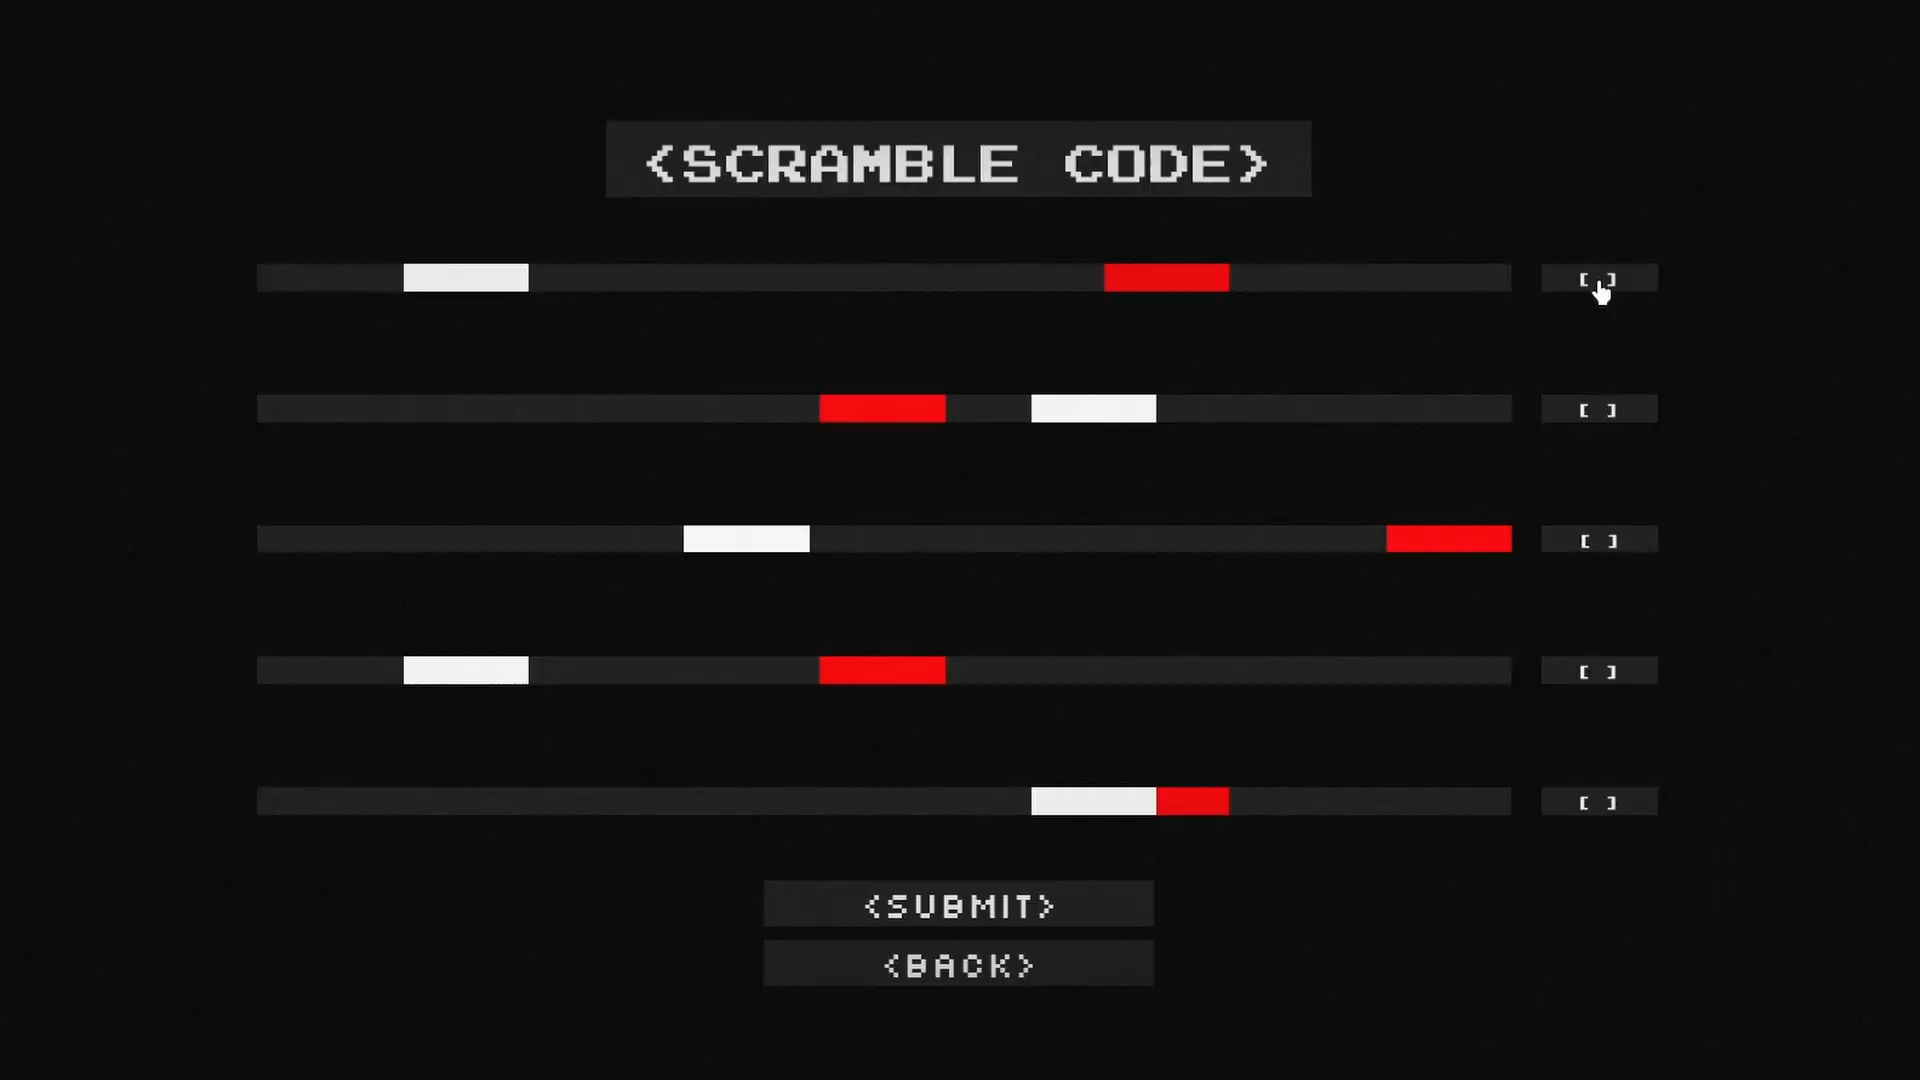 <SCRAMBLE CODE>
[ ]
[ ]
[ ]
[ ]
[ ]
<SUBMIT>
<BACK>